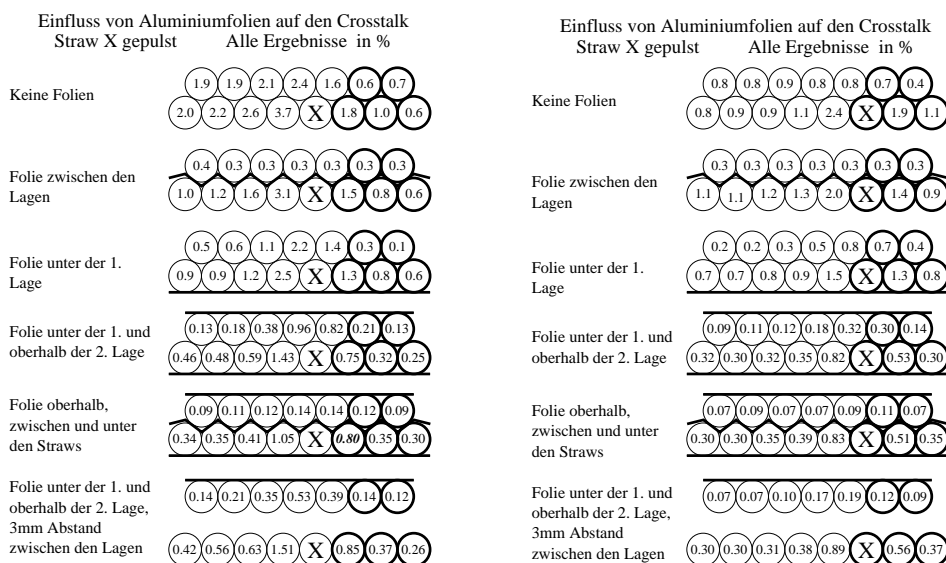 Einfluss von Aluminiumfolien auf den Crosstalk
Straw X gepulst Alle Ergebnisse in %
Keine Folien
1.9 1.9 2.1 2.4 1.6 0.6 0.7
2.0 2.2 2.6 3.7 X 1.8 1.0 0.6
Folie zwischen den
Lagen
0.4 0.3 0.3 0.3 0.3 0.3 0.3
1.0 1.2 1.6 3.1 X 1.5 0.8 0.6
Folie unter der 1.
Lage
0.5 0.6 1.1 2.2 1.4 0.3 0.1
0.9 0.9 1.2 2.5 X 1.3 0.8 0.6
Folie unter der 1. und
oberhalb der 2. Lage
0.13 0.18 0.38 0.96 0.82 0.21 0.13
0.46 0.48 0.59 1.43 X 0.75 0.32 0.25
Folie oberhalb,
zwischen und unter
den Straws
0.09 0.11 0.12 0.14 0.14 0.12 0.09
0.34 0.35 0.41 1.05 X 0.80 0.35 0.30
Folie unter der 1. und
oberhalb der 2. Lage,
3mm Abstand
zwischen den Lagen
0.14 0.21 0.35 0.53 0.39 0.14 0.12
0.42 0.56 0.63 1.51 X 0.85 0.37 0.26
Einfluss von Aluminiumfolien auf den Crosstalk
Straw X gepulst Alle Ergebnisse in %
Keine Folien
0.8 0.8 0.9 0.8 0.8 0.7 0.4
0.8 0.9 0.9 1.1 2.4 X 1.9 1.1
Folie zwischen den
Lagen
0.3 0.3 0.3 0.3 0.3 0.3 0.3
1.1 1.1 1.2 1.3 2.0 X 1.4 0.9
Folie unter der 1.
Lage
0.2 0.2 0.3 0.5 0.8 0.7 0.4
0.7 0.7 0.8 0.9 1.5 X 1.3 0.8
Folie unter der 1. und
oberhalb der 2. Lage
0.09 0.11 0.12 0.18 0.32 0.30 0.14
0.32 0.30 0.32 0.35 0.82 X 0.53 0.30
Folie oberhalb,
zwischen und unter
den Straws
0.07 0.09 0.07 0.07 0.09 0.11 0.07
0.30 0.30 0.35 0.39 0.83 X 0.51 0.35
Folie unter der 1. und
oberhalb der 2. Lage,
3mm Abstand
zwischen den Lagen
0.07 0.07 0.10 0.17 0.19 0.12 0.09
0.30 0.30 0.31 0.38 0.89 X 0.56 0.37